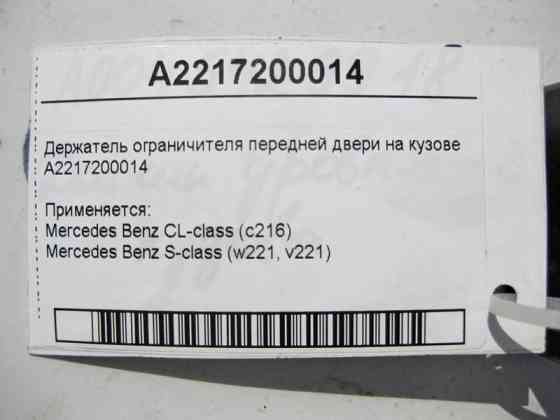 A2217200014
Держатель ограничителя передней двери на кузове
A2217200014
Применяется:
Mercedes Benz CL-class (c216)
Mercedes Benz S-class (w221, v221)